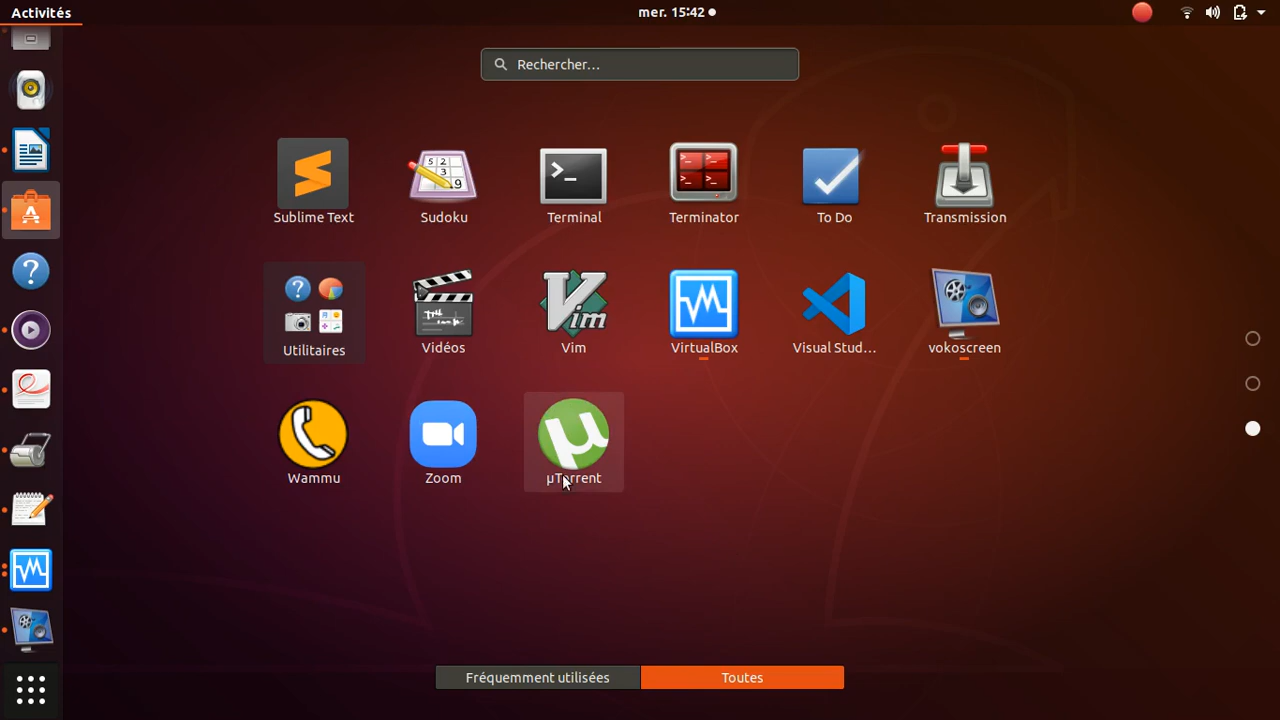 Activités
mer. 15:42
Rechercher…
Sublime Text
Sudoku
Terminal
Terminator
To Do
Transmission
Utilitaires
Vidéos
Vim
VirtualBox
Visual Stud…
vokoscreen
Wammu
Zoom
µTorrent
Fréquemment utilisées
Toutes